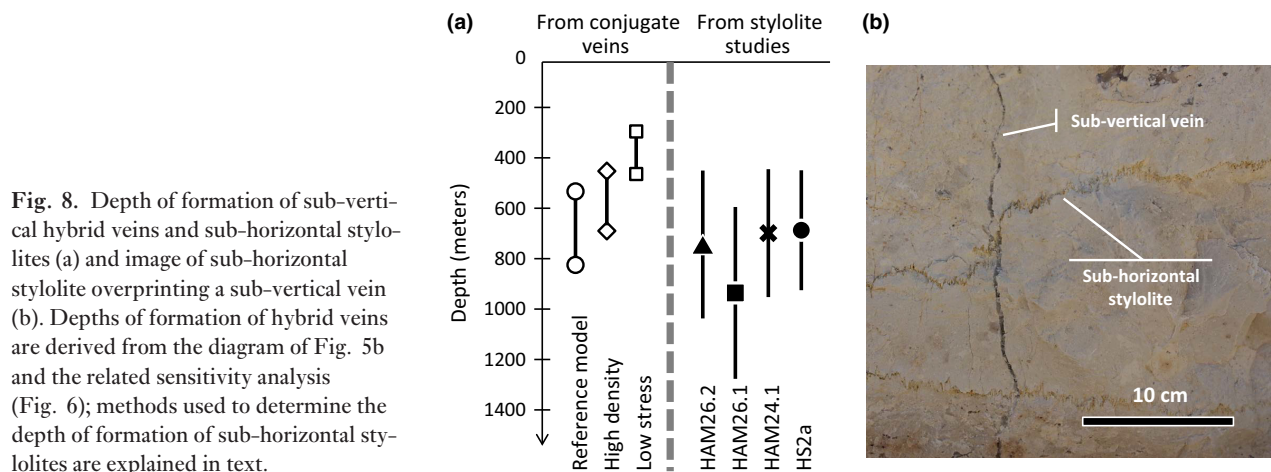 Fig. 8. Depth of formation of sub-verti-
cal hybrid veins and sub-horizontal stylo-
lites (a) and image of sub-horizontal
stylolite overprinting a sub-vertical vein
(b). Depths of formation of hybrid veins
are derived from the diagram of Fig. 5b
and the related sensitivity analysis
(Fig. 6); methods used to determine the
depth of formation of sub-horizontal sty-
lolites are explained in text.
(a)
From conjugate
veins
From stylolite
studies
Depth (meters)
0
200
400
600
800
1000
1200
1400
Reference model
High density
Low stress
HAM26.2
HAM26.1
HAM24.1
HS2a
(b)
Sub-vertical vein
Sub-horizontal
stylolite
10 cm